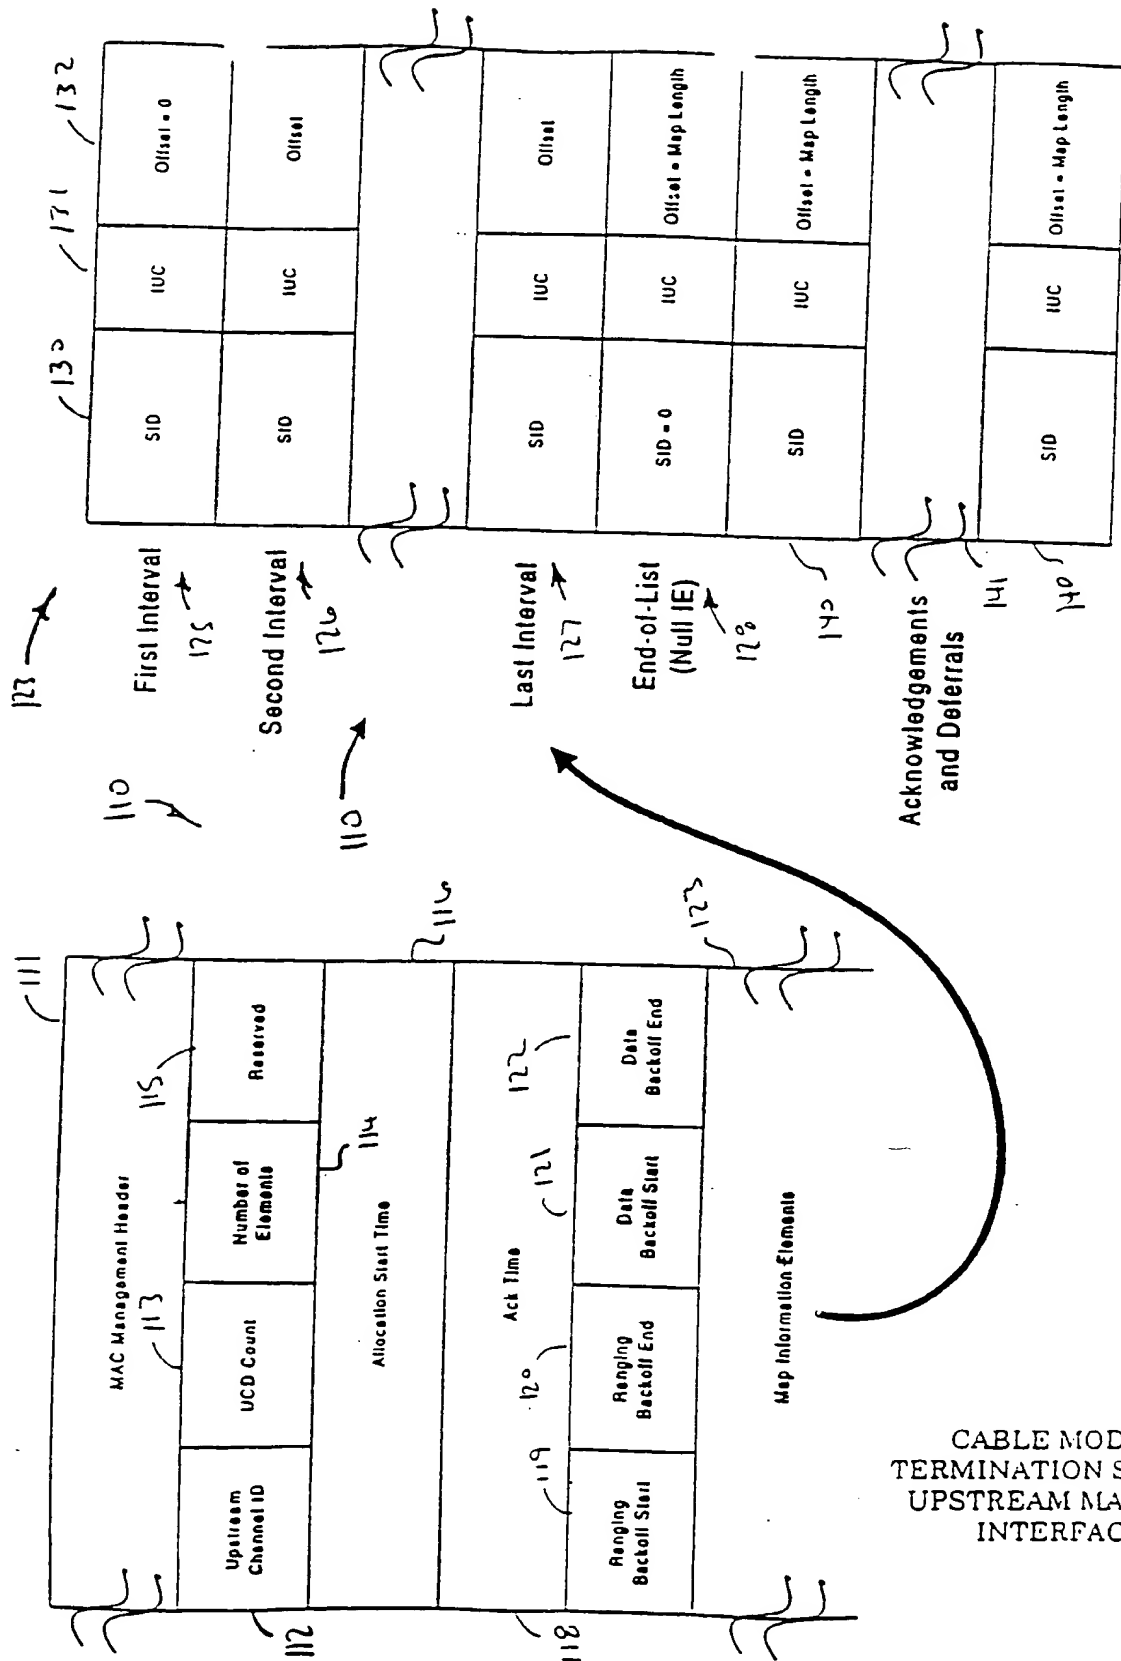 111
MAC Management Header
113
115
Upstream
Channel ID
UCD Count
Number of
Elements
Reserved
112
114
Allocation Start Time
116
118
Ack Time
119
120
121
122
Ranging
Backoff Start
Ranging
Backoff End
Data
Backoff Start
Data
Backoff End
123
Map Information Elements
110
110
123
130
131
132
First Interval
125
SID
IUC
Offset = 0
Second Interval
126
SID
IUC
Offset
Last Interval
127
SID
IUC
Offset
End-of-List
(Null IE)
128
SID = 0
IUC
Offset = Map Length
140
SID
IUC
Offset = Map Length
Acknowledgements
and Deferrals
141
140
SID
IUC
Offset = Map Length
CABLE MOD
TERMINATION S
UPSTREAM MA
INTERFAC